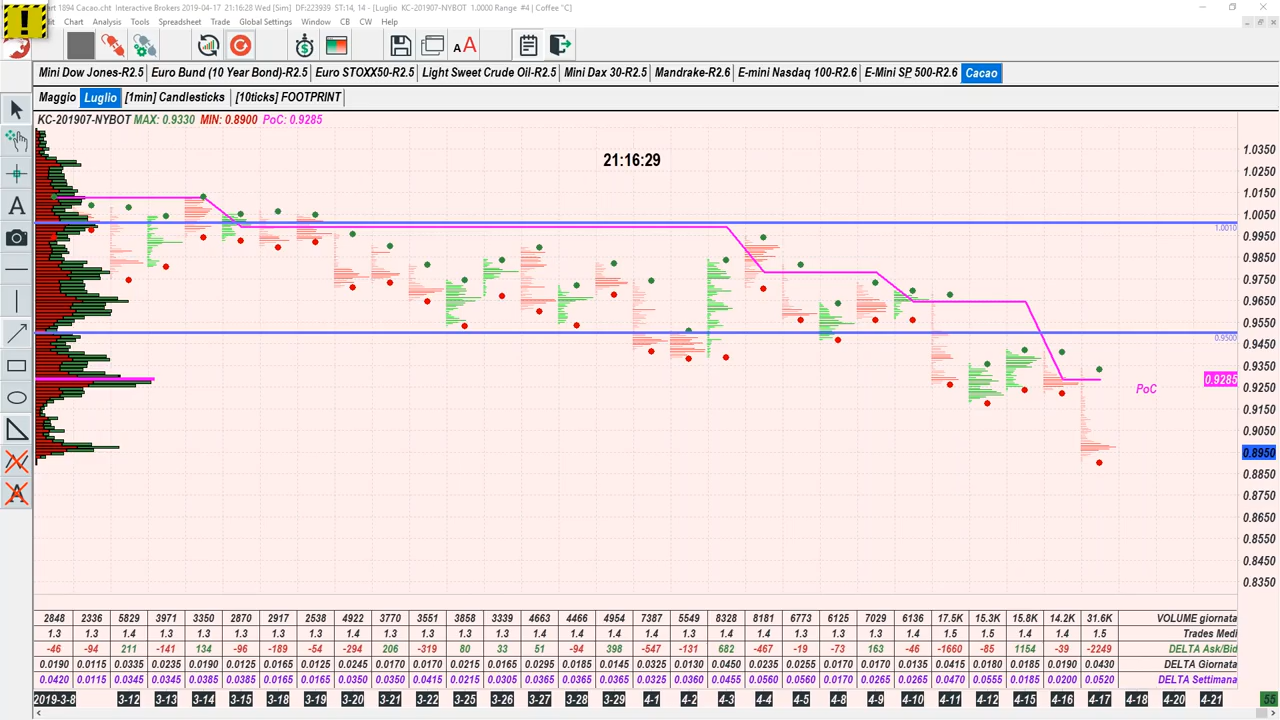 rt 1894 Cacao.cht Interactive Brokers 2019-04-17 21:16:28 Wed [Sim] DF:223939 ST:14, 14 - [Luglio KC-201907-NYBOT 1.0000 Range: #4 | Coffee "C]
it Chart Analysis Tools Spreadsheet Trade Global Settings Window CB CW Help
Mini Dow Jones-R2.5 Euro Bund (10 Year Bond)-R2.5 Euro STOXX50-R2.5 Light Sweet Crude Oil-R2.5 Mini Dax 30-R2.5 Mandrake-R2.6 E-mini Nasdaq 100-R2.6 E-Mini SP 500-R2.6 Cacao
Maggio Luglio [1min] Candlesticks [10ticks] FOOTPRINT
KC-201907-NYBOT MAX: 0.9330 MIN: 0.8900 PoC: 0.9285
21:16:29
1.0350
1.0250
1.0150
1.0050
1.0010
0.9950
0.9850
0.9750
0.9650
0.9550
0.9500
0.9450
0.9350
0.9285
PoC
0.9250
0.9150
0.9050
0.8950
0.8850
0.8750
0.8650
0.8550
0.8450
0.8350
2848 2336 5829 3971 3350 2870 2917 2538 4922 3770 3551 3858 3339 4663 4466 4954 7387 5549 8328 8181 6773 6125 7029 6136 17.5K 15.3K 15.8K 14.2K 31.6K VOLUME giornata
1.3 1.3 1.4 1.3 1.3 1.3 1.3 1.3 1.4 1.4 1.3 1.3 1.3 1.4 1.3 1.4 1.4 1.3 1.4 1.4 1.3 1.3 1.4 1.4 1.5 1.5 1.4 1.4 1.5 Trades Medi
-46 -94 211 -141 134 -96 -189 -54 -294 206 -319 80 33 51 -94 398 -547 -131 682 -467 -19 -73 163 -46 -1660 -85 1154 -39 -2249 DELTA Ask/Bid
0.0190 0.0115 0.0335 0.0235 0.0190 0.0125 0.0165 0.0105 0.0245 0.0170 0.0170 0.0215 0.0165 0.0295 0.0185 0.0145 0.0325 0.0130 0.0450 0.0235 0.0255 0.0170 0.0170 0.0135 0.0415 0.0180 0.0185 0.0190 0.0430 DELTA Giornata
0.0420 0.0115 0.0345 0.0345 0.0385 0.0385 0.0165 0.0165 0.0350 0.0350 0.0415 0.0215 0.0305 0.0365 0.0365 0.0365 0.0325 0.0360 0.0455 0.0560 0.0560 0.0170 0.0265 0.0265 0.0470 0.0555 0.0185 0.0200 0.0520 DELTA Settimana
2019-3-8 3-12 3-13 3-14 3-15 3-18 3-19 3-20 3-21 3-22 3-25 3-26 3-27 3-28 3-29 4-1 4-2 4-3 4-4 4-5 4-8 4-9 4-10 4-11 4-12 4-15 4-16 4-17 4-18 4-20 4-21 55